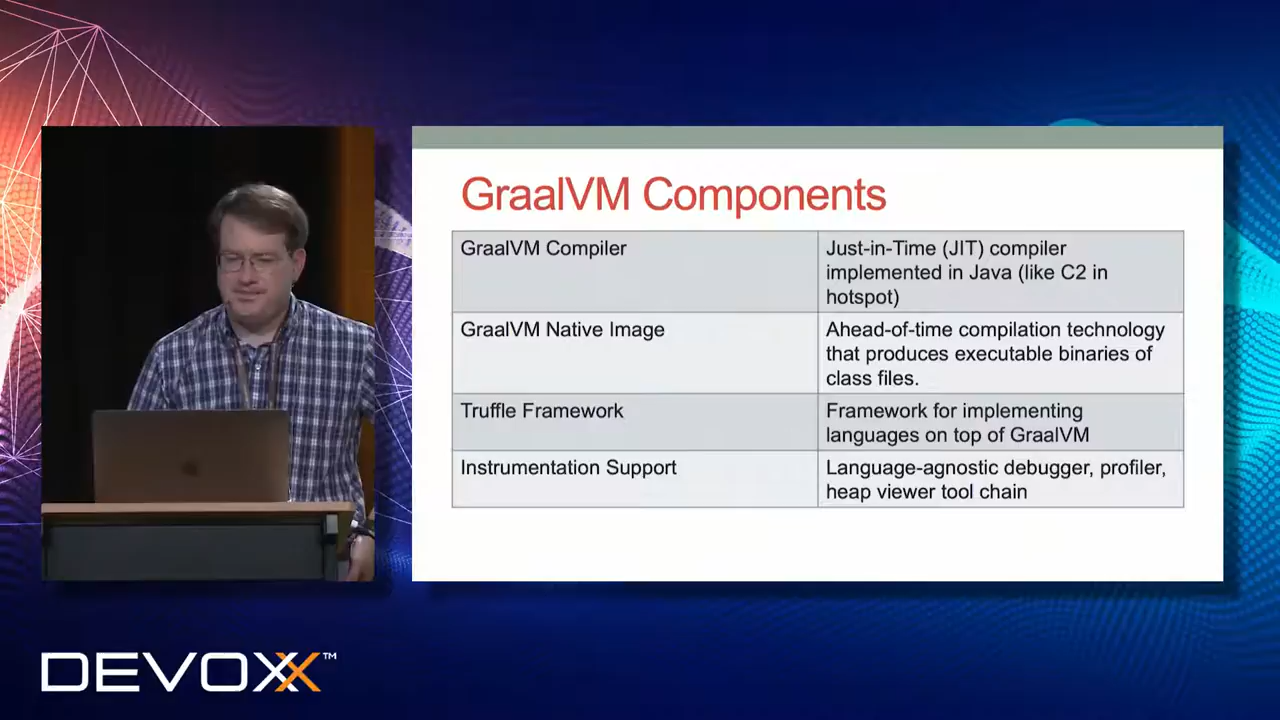 GraalVM Components
GraalVM Compiler
Just-in-Time (JIT) compiler
implemented in Java (like C2 in
hotspot)
GraalVM Native Image
Ahead-of-time compilation technology
that produces executable binaries of
class files.
Truffle Framework
Framework for implementing
languages on top of GraalVM
Instrumentation Support
Language-agnostic debugger, profiler,
heap viewer tool chain
DEVOXX™